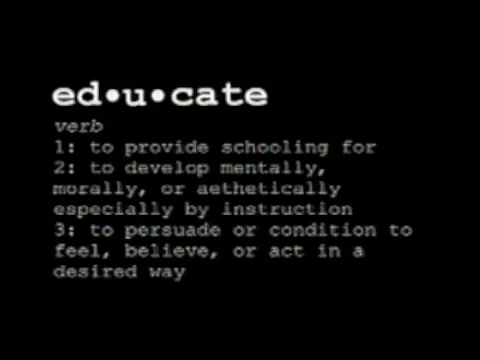 ed•u•cate
verb
1: to provide schooling for
2: to develop mentally,
morally, or aethetically
especially by instruction
3: to persuade or condition to
feel, believe, or act in a
desired way